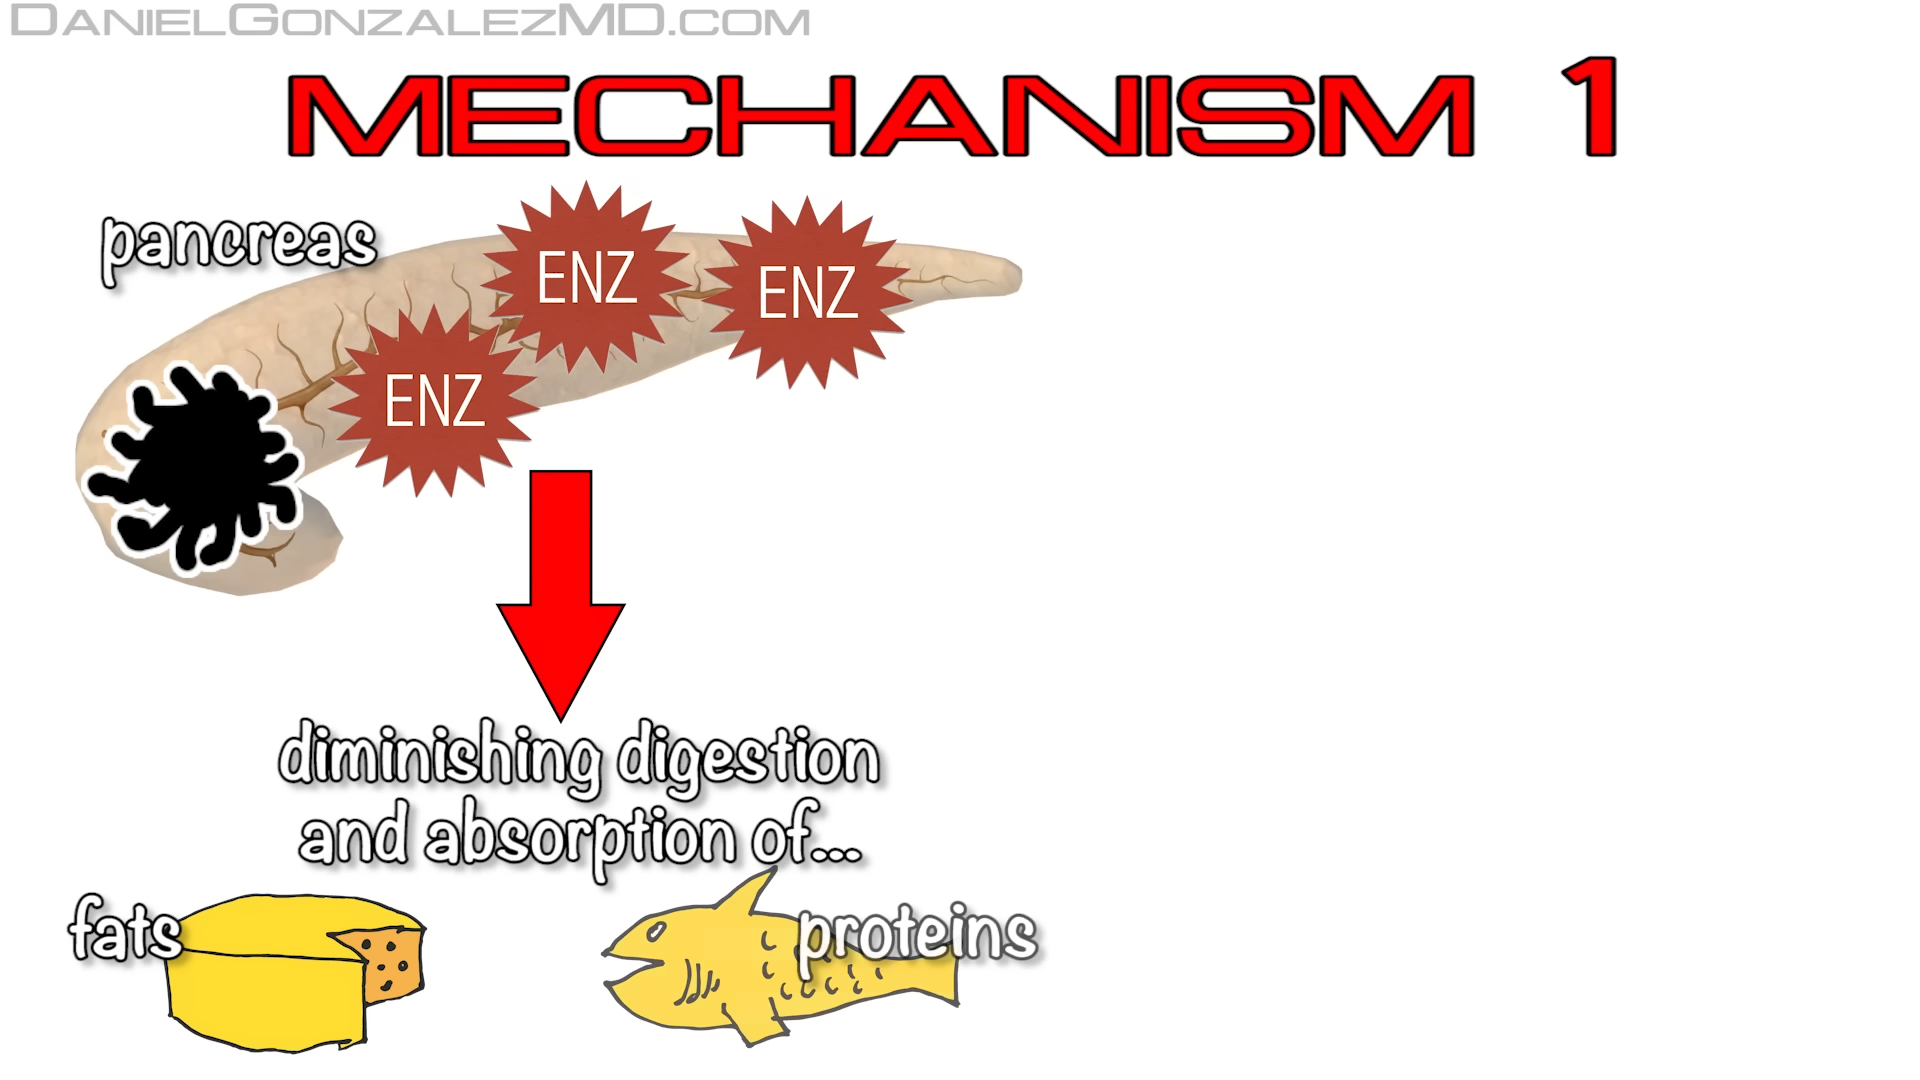 DanielGonzalezMD.com
MECHANISM 1
pancreas
ENZ
ENZ
ENZ
diminishing digestion
and absorption of...
fats
proteins